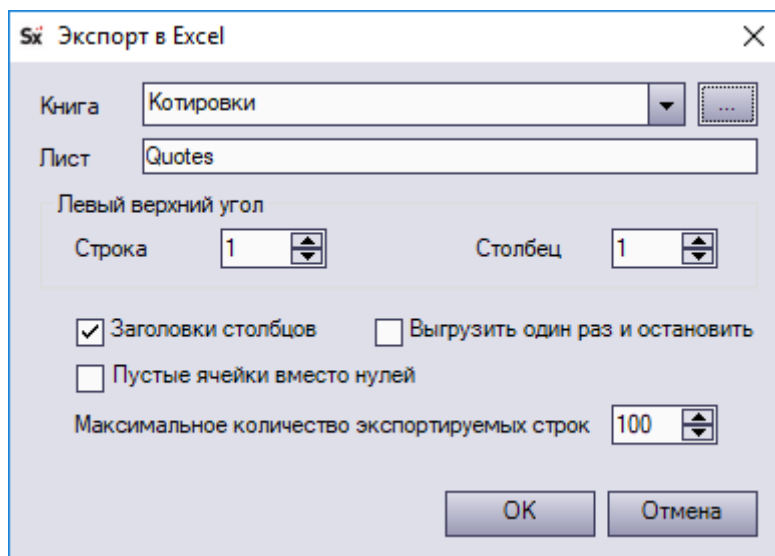 Sx Экспорт в Excel
Книга Котировки ...
Лист Quotes
Левый верхний угол
Строка 1 Столбец 1
Заголовки столбцов Выгрузить один раз и остановить
Пустые ячейки вместо нулей
Максимальное количество экспортируемых строк 100
OK Отмена